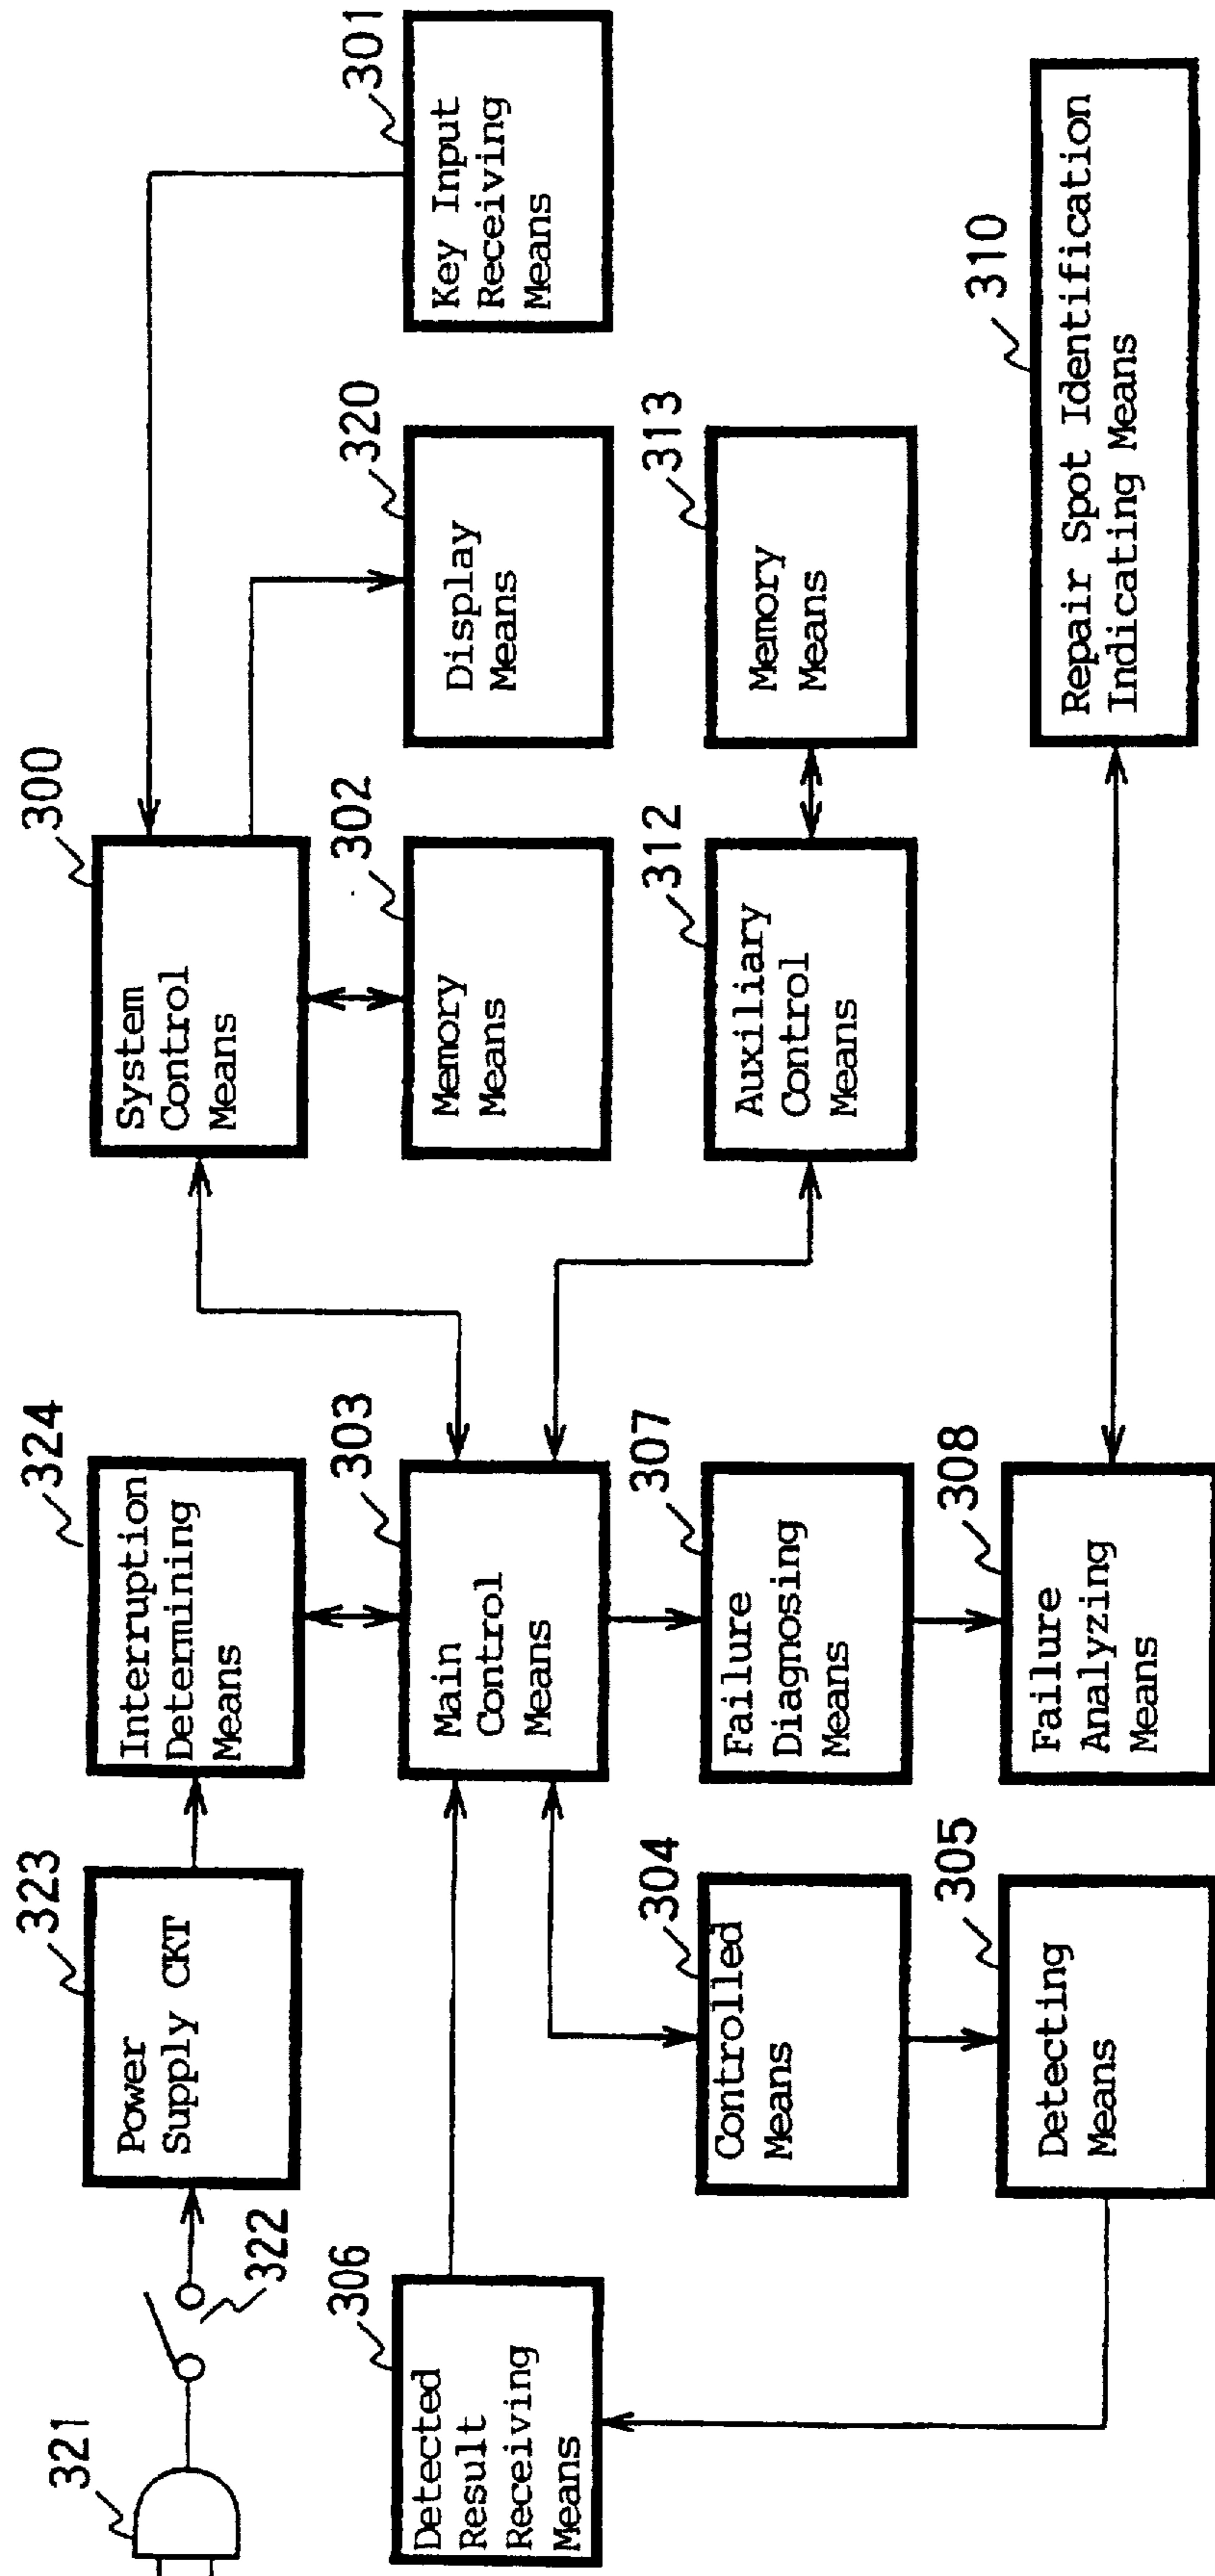 321
322
323
Power
Supply CKT
324
Interruption
Determining
Means
300
System
Control
Means
301
Key Input
Receiving
Means
306
Detected
Result
Receiving
Means
303
Main
Control
Means
302
Memory
Means
320
Display
Means
304
Controlled
Means
307
Failure
Diagnosing
Means
312
Auxiliary
Control
Means
313
Memory
Means
305
Detecting
Means
308
Failure
Analyzing
Means
310
Repair Spot Identification
Indicating Means